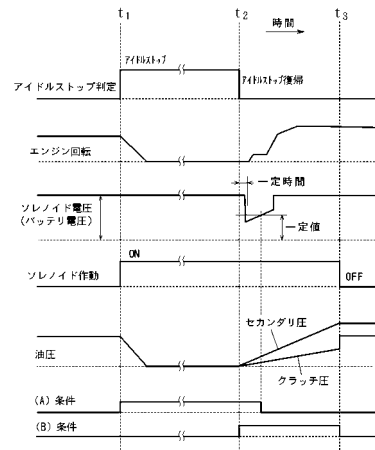 t₁
t₂
t₃
時間
アイドルストップ
アイドルストップ判定
アイドルストップ復帰
エンジン回転
一定時間
ソレノイド電圧
(バッテリ電圧)
一定値
ON
ソレノイド作動
OFF
セカンダリ圧
油圧
クラッチ圧
(A) 条件
(B) 条件